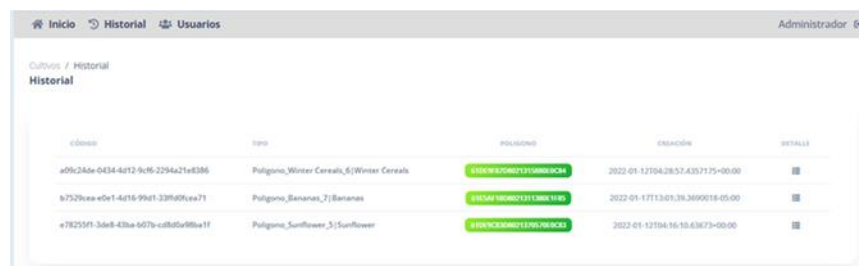 Inicio Historial Usuarios Administrador
Cultivos / Historial
Historial
CÓDIGO TIPO POLIGONO CREACIÓN DETALLE
a09c24de-0434-4d12-9cf6-2294a21e8386 Poligono_Winter Cereals_6|Winter Cereals 2022-01-12T04:28:57.4357175+00:00
b7529cea-e0e1-4d16-99d1-33ffd0fcea71 Poligono_Bananas_7|Bananas 2022-01-17T13:01:39.3690018-05:00
e78255f1-3de8-43ba-b07b-cd8d0a98ba1f Poligono_Sunflower_5|Sunflower 2022-01-12T04:16:10.63673+00:00